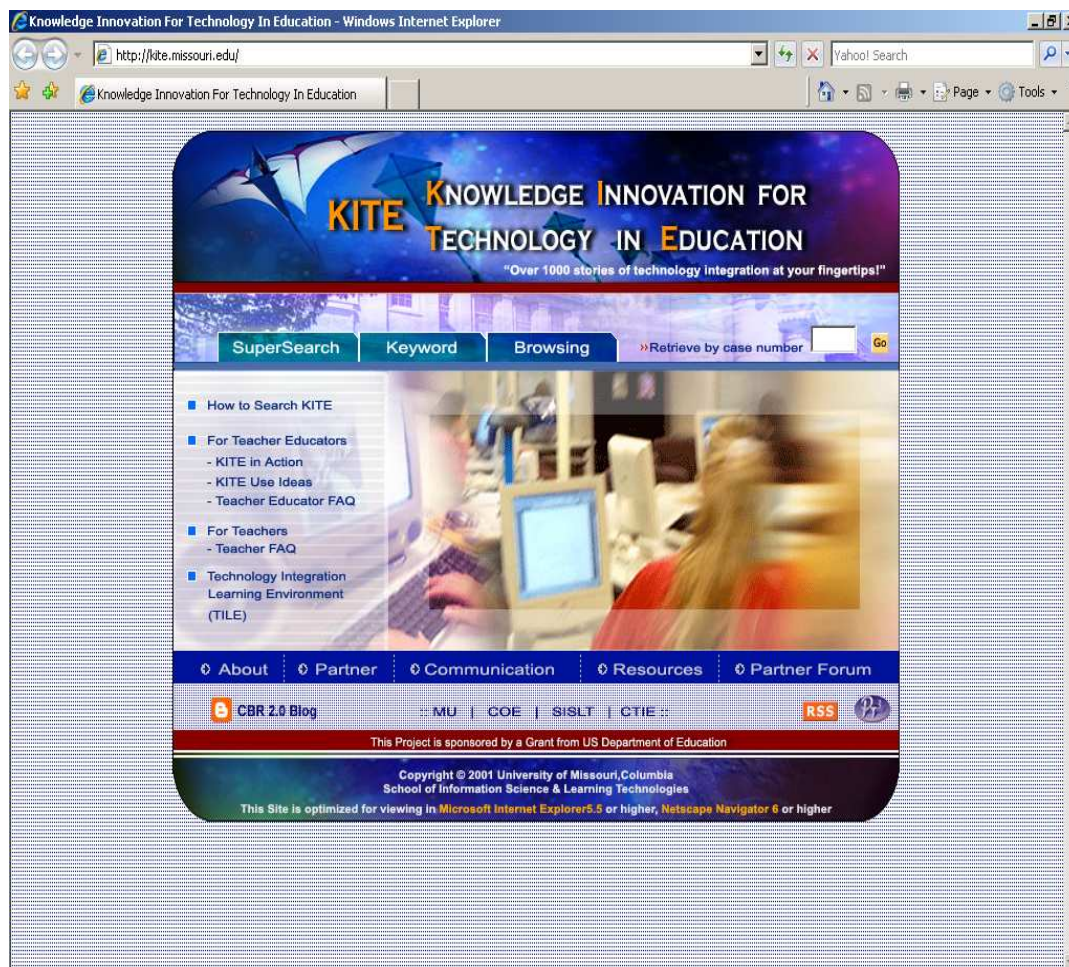 Knowledge Innovation For Technology In Education - Windows Internet Explorer
http://kite.missouri.edu/
Yahoo! Search
Knowledge Innovation For Technology In Education
Page
Tools
KITE
KNOWLEDGE INNOVATION FOR
TECHNOLOGY IN EDUCATION
"Over 1000 stories of technology integration at your fingertips!"
SuperSearch
Keyword
Browsing
»Retrieve by case number
Go
How to Search KITE
For Teacher Educators
- KITE in Action
- KITE Use Ideas
- Teacher Educator FAQ
For Teachers
- Teacher FAQ
Technology Integration
Learning Environment
(TILE)
About Partner Communication Resources Partner Forum
CBR 2.0 Blog
:: MU | COE | SISLT | CTIE ::
RSS
This Project is sponsored by a Grant from US Department of Education
Copyright © 2001 University of Missouri,Columbia
School of Information Science & Learning Technologies
This Site is optimized for viewing in Microsoft Internet Explorer5.5 or higher, Netscape Navigator 6 or higher